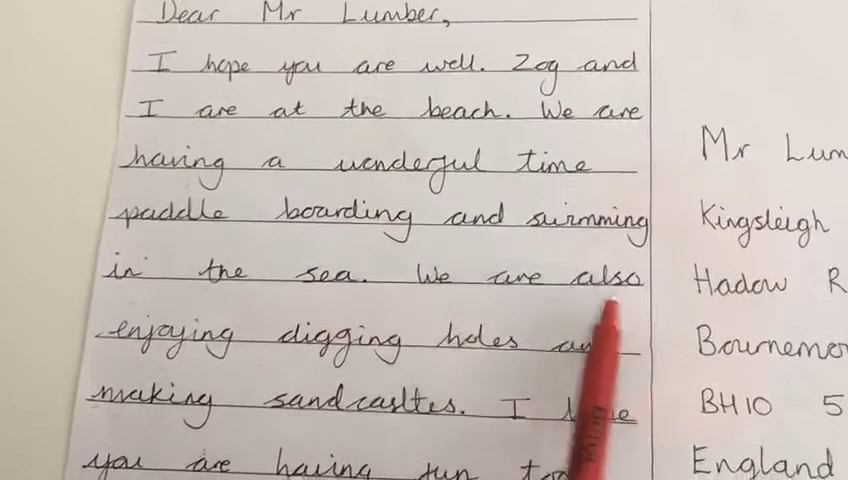 Dear Mr Lumber,
I hope you are well. Zog and
I are at the beach. We are
having a wonderful time
paddle boarding and swimming
in the sea. We are also
enjoying digging holes
making sandcasltes. I
you are having fun
Mr Lum
Kingsleigh
Hadow R
Bournemo
BH10 5
England